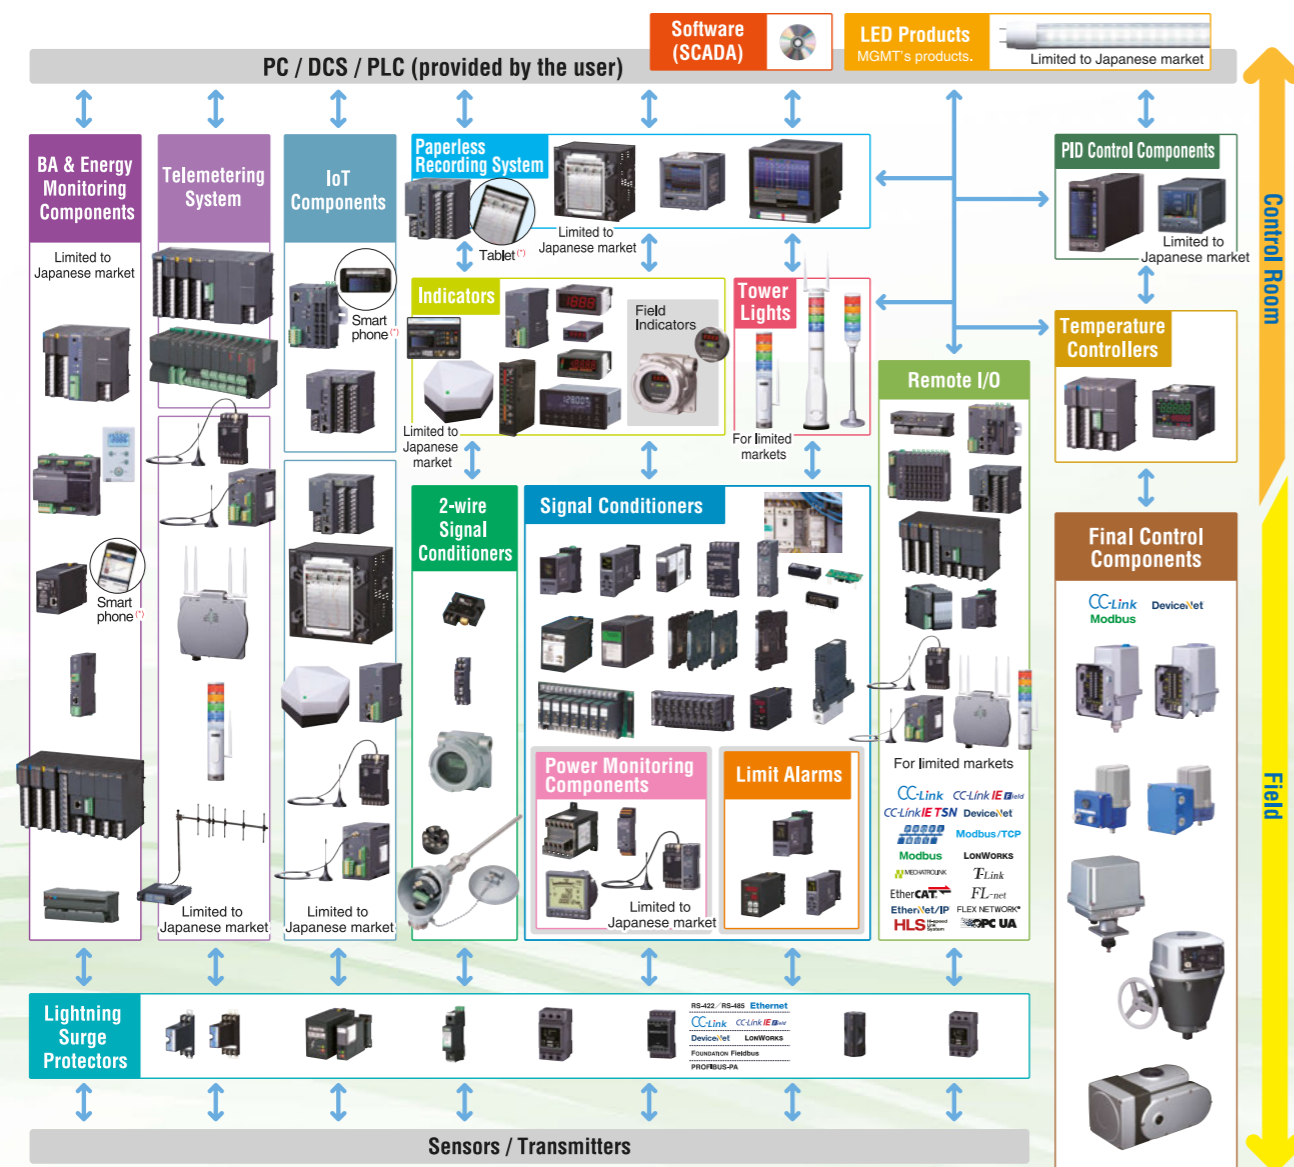 Software
(SCADA)
LED Products
MGMT's products.
Limited to Japanese market
PC / DCS / PLC (provided by the user)
BA & Energy
Monitoring
Components
Limited to
Japanese market
Smart
phone(*)
Telemetering
System
Limited to
Japanese market
IoT
Components
Smart
phone(*)
Limited to
Japanese market
Paperless
Recording System
Tablet(*)
Limited to
Japanese market
Indicators
Field
Indicators
Limited to
Japanese
market
Tower
Lights
For limited
markets
PID Control Components
Limited to
Japanese market
Temperature
Controllers
Control Room
Field
2-wire
Signal
Conditioners
Signal Conditioners
Power Monitoring
Components
Limited to
Japanese market
Limit Alarms
Remote I/O
For limited markets
CC-Link CC-Link IE Field
CC-Link IE TSN DeviceNet
Modbus/TCP
Modbus LONWORKS
MECHATROLINK T-Link
EtherCAT FL-net
EtherNet/IP FLEX NETWORK
HLS Hi-speed Link System OPC UA
Final Control
Components
CC-Link DeviceNet
Modbus
Lightning
Surge
Protectors
RS-422／RS-485 Ethernet
CC-Link CC-Link IE Field
DeviceNet LONWORKS
FOUNDATION Fieldbus
PROFIBUS-PA
Sensors / Transmitters